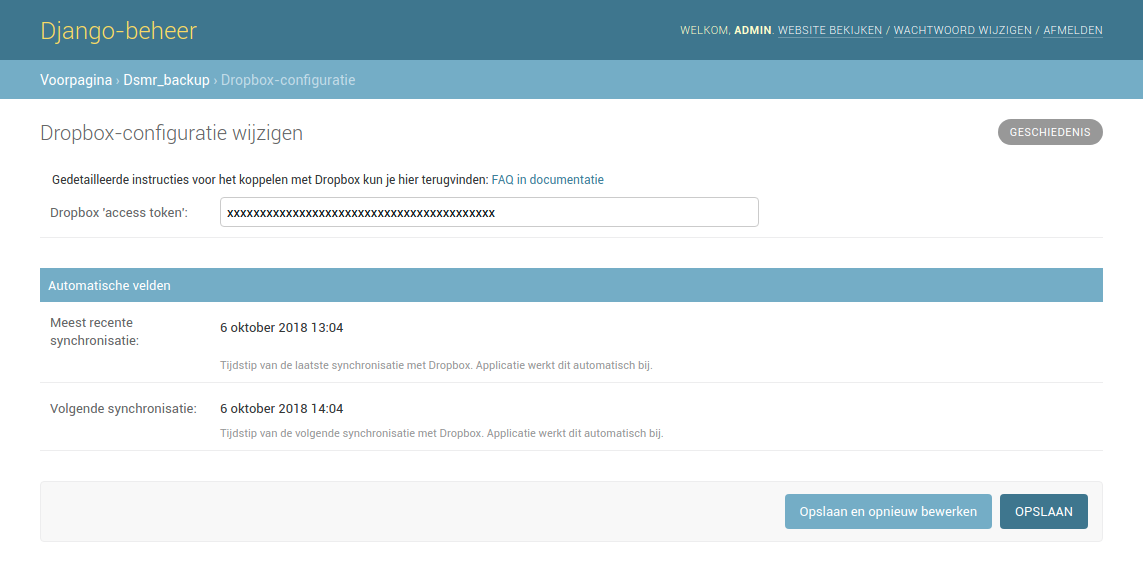 Django-beheer
WELKOM, ADMIN. WEBSITE BEKIJKEN / WACHTWOORD WIJZIGEN / AFMELDEN
Voorpagina › Dsmr_backup › Dropbox-configuratie
Dropbox-configuratie wijzigen
GESCHIEDENIS
Gedetailleerde instructies voor het koppelen met Dropbox kun je hier terugvinden: FAQ in documentatie
Dropbox 'access token':
xxxxxxxxxxxxxxxxxxxxxxxxxxxxxxxxxxxxxxxxx
Automatische velden
Meest recente
synchronisatie:
6 oktober 2018 13:04
Tijdstip van de laatste synchronisatie met Dropbox. Applicatie werkt dit automatisch bij.
Volgende synchronisatie:
6 oktober 2018 14:04
Tijdstip van de volgende synchronisatie met Dropbox. Applicatie werkt dit automatisch bij.
Opslaan en opnieuw bewerken
OPSLAAN